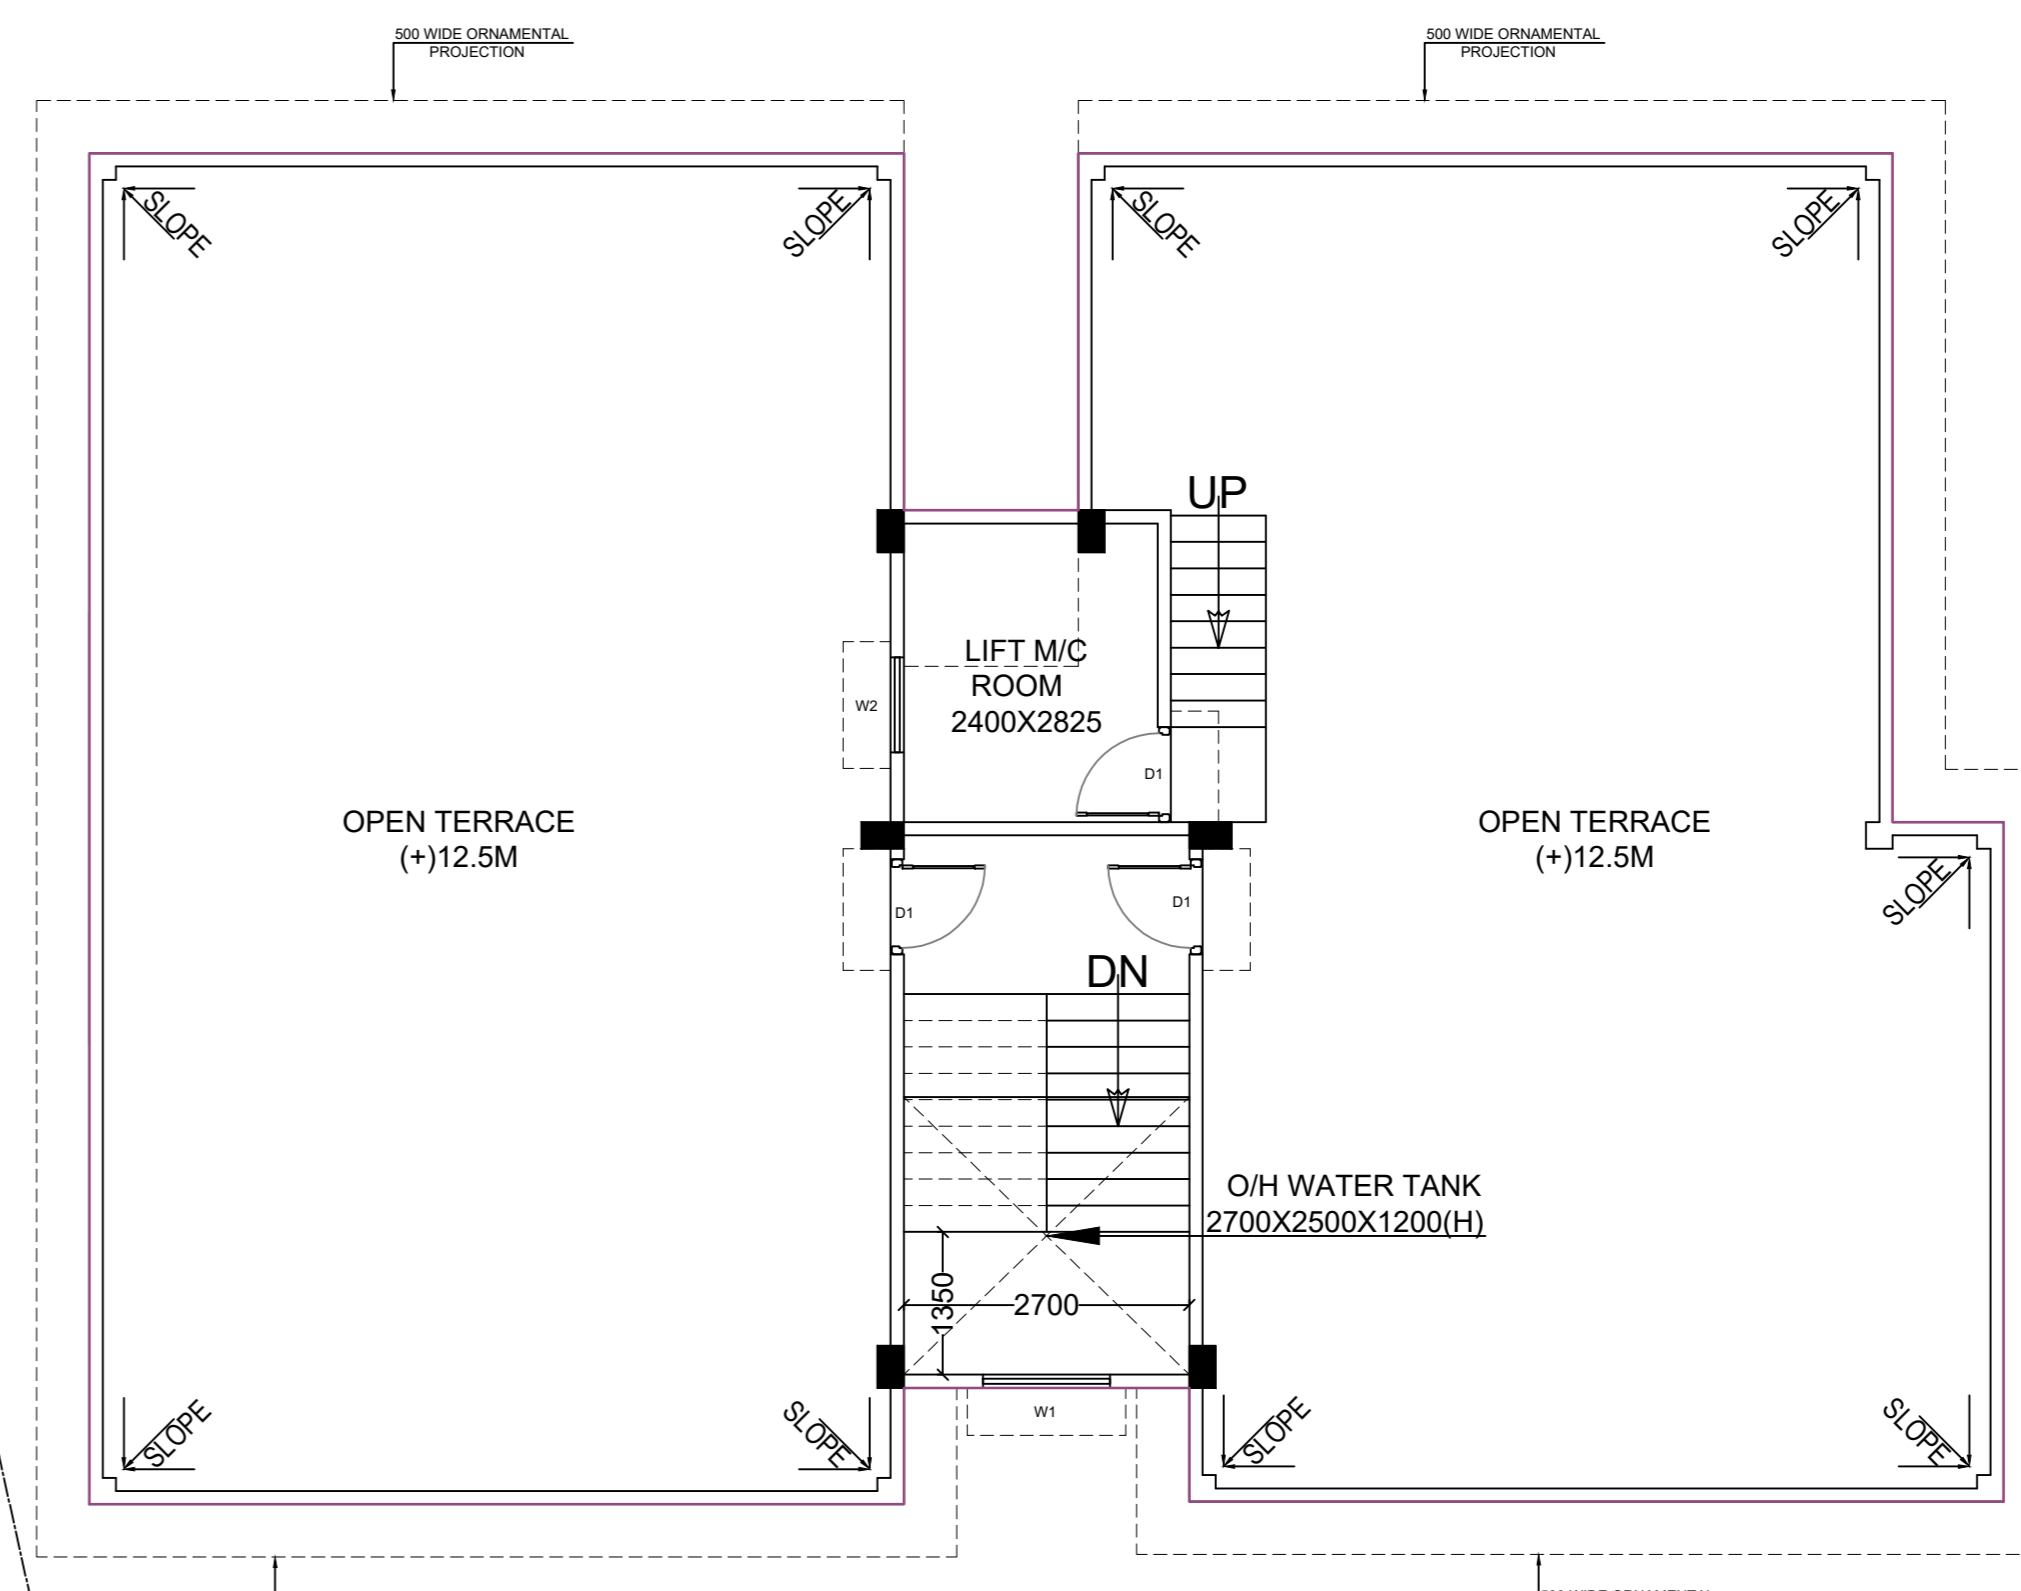 500 WIDE ORNAMENTAL
PROJECTION
500 WIDE ORNAMENTAL
PROJECTION
SLOPE
SLOPE
SLOPE
SLOPE
UP
LIFT M/C
ROOM
2400X2825
W2
D1
OPEN TERRACE
(+)12.5M
OPEN TERRACE
(+)12.5M
SLOPE
D1
D1
DN
O/H WATER TANK
2700X2500X1200(H)
1350
2700
SLOPE
SLOPE
W1
SLOPE
SLOPE